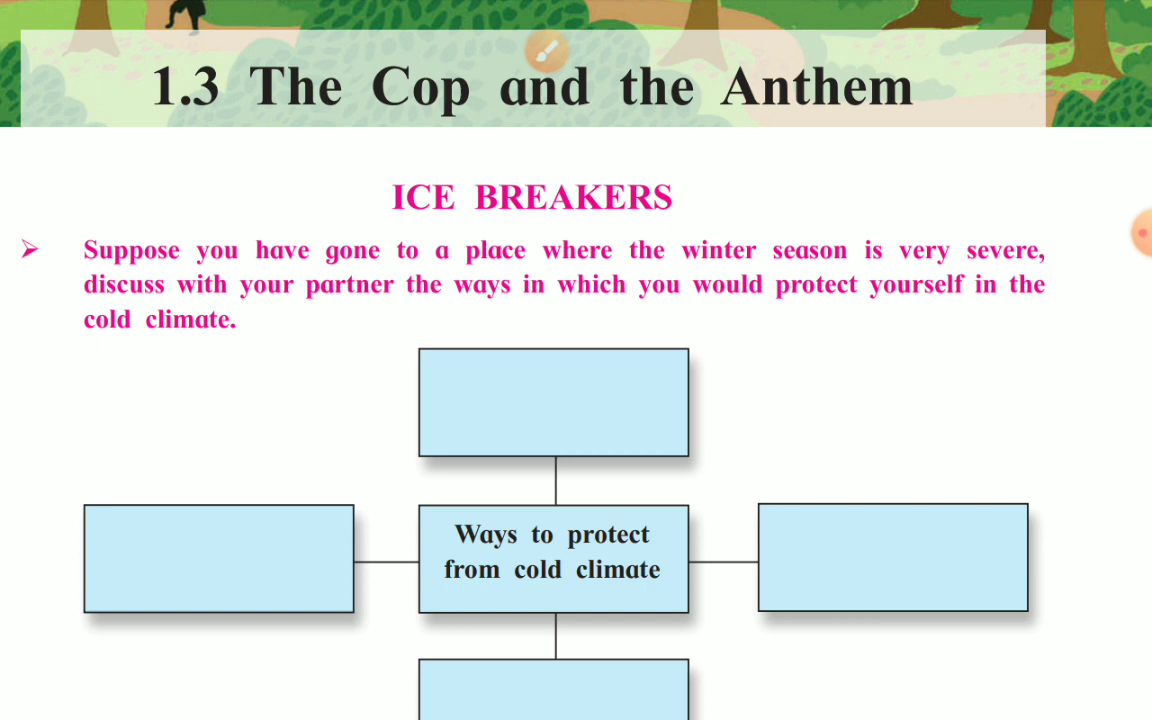 1.3 The Cop and the Anthem
ICE BREAKERS
Suppose you have gone to a place where the winter season is very severe,
discuss with your partner the ways in which you would protect yourself in the
cold climate.
Ways to protect
from cold climate